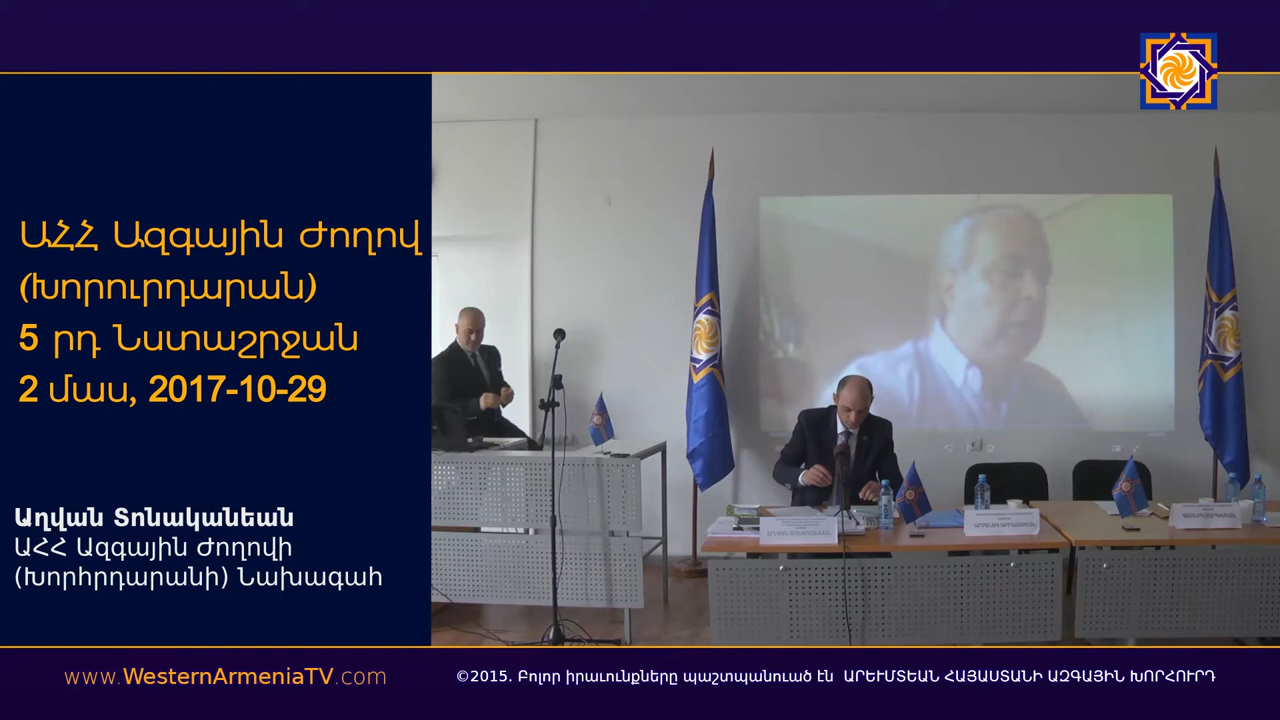 ԱՀՀ Ազգային Ժողով
(Խորուրդարան)
5 րդ Նստաշրջան
2 մաս, 2017-10-29
Աղվան Տոնականեան
ԱՀՀ Ազգային Ժողովի
(Խորհրդարանի) Նախագահ
www.WesternArmeniaTV.com
©2015. Բոլոր իրաւունքները պաշտպանուած էն ԱՐԵՒՄՏԵԱՆ ՀԱՅԱՍՏԱՆԻ ԱԶԳԱՅԻՆ ԽՈՐՀՈՒՐԴ